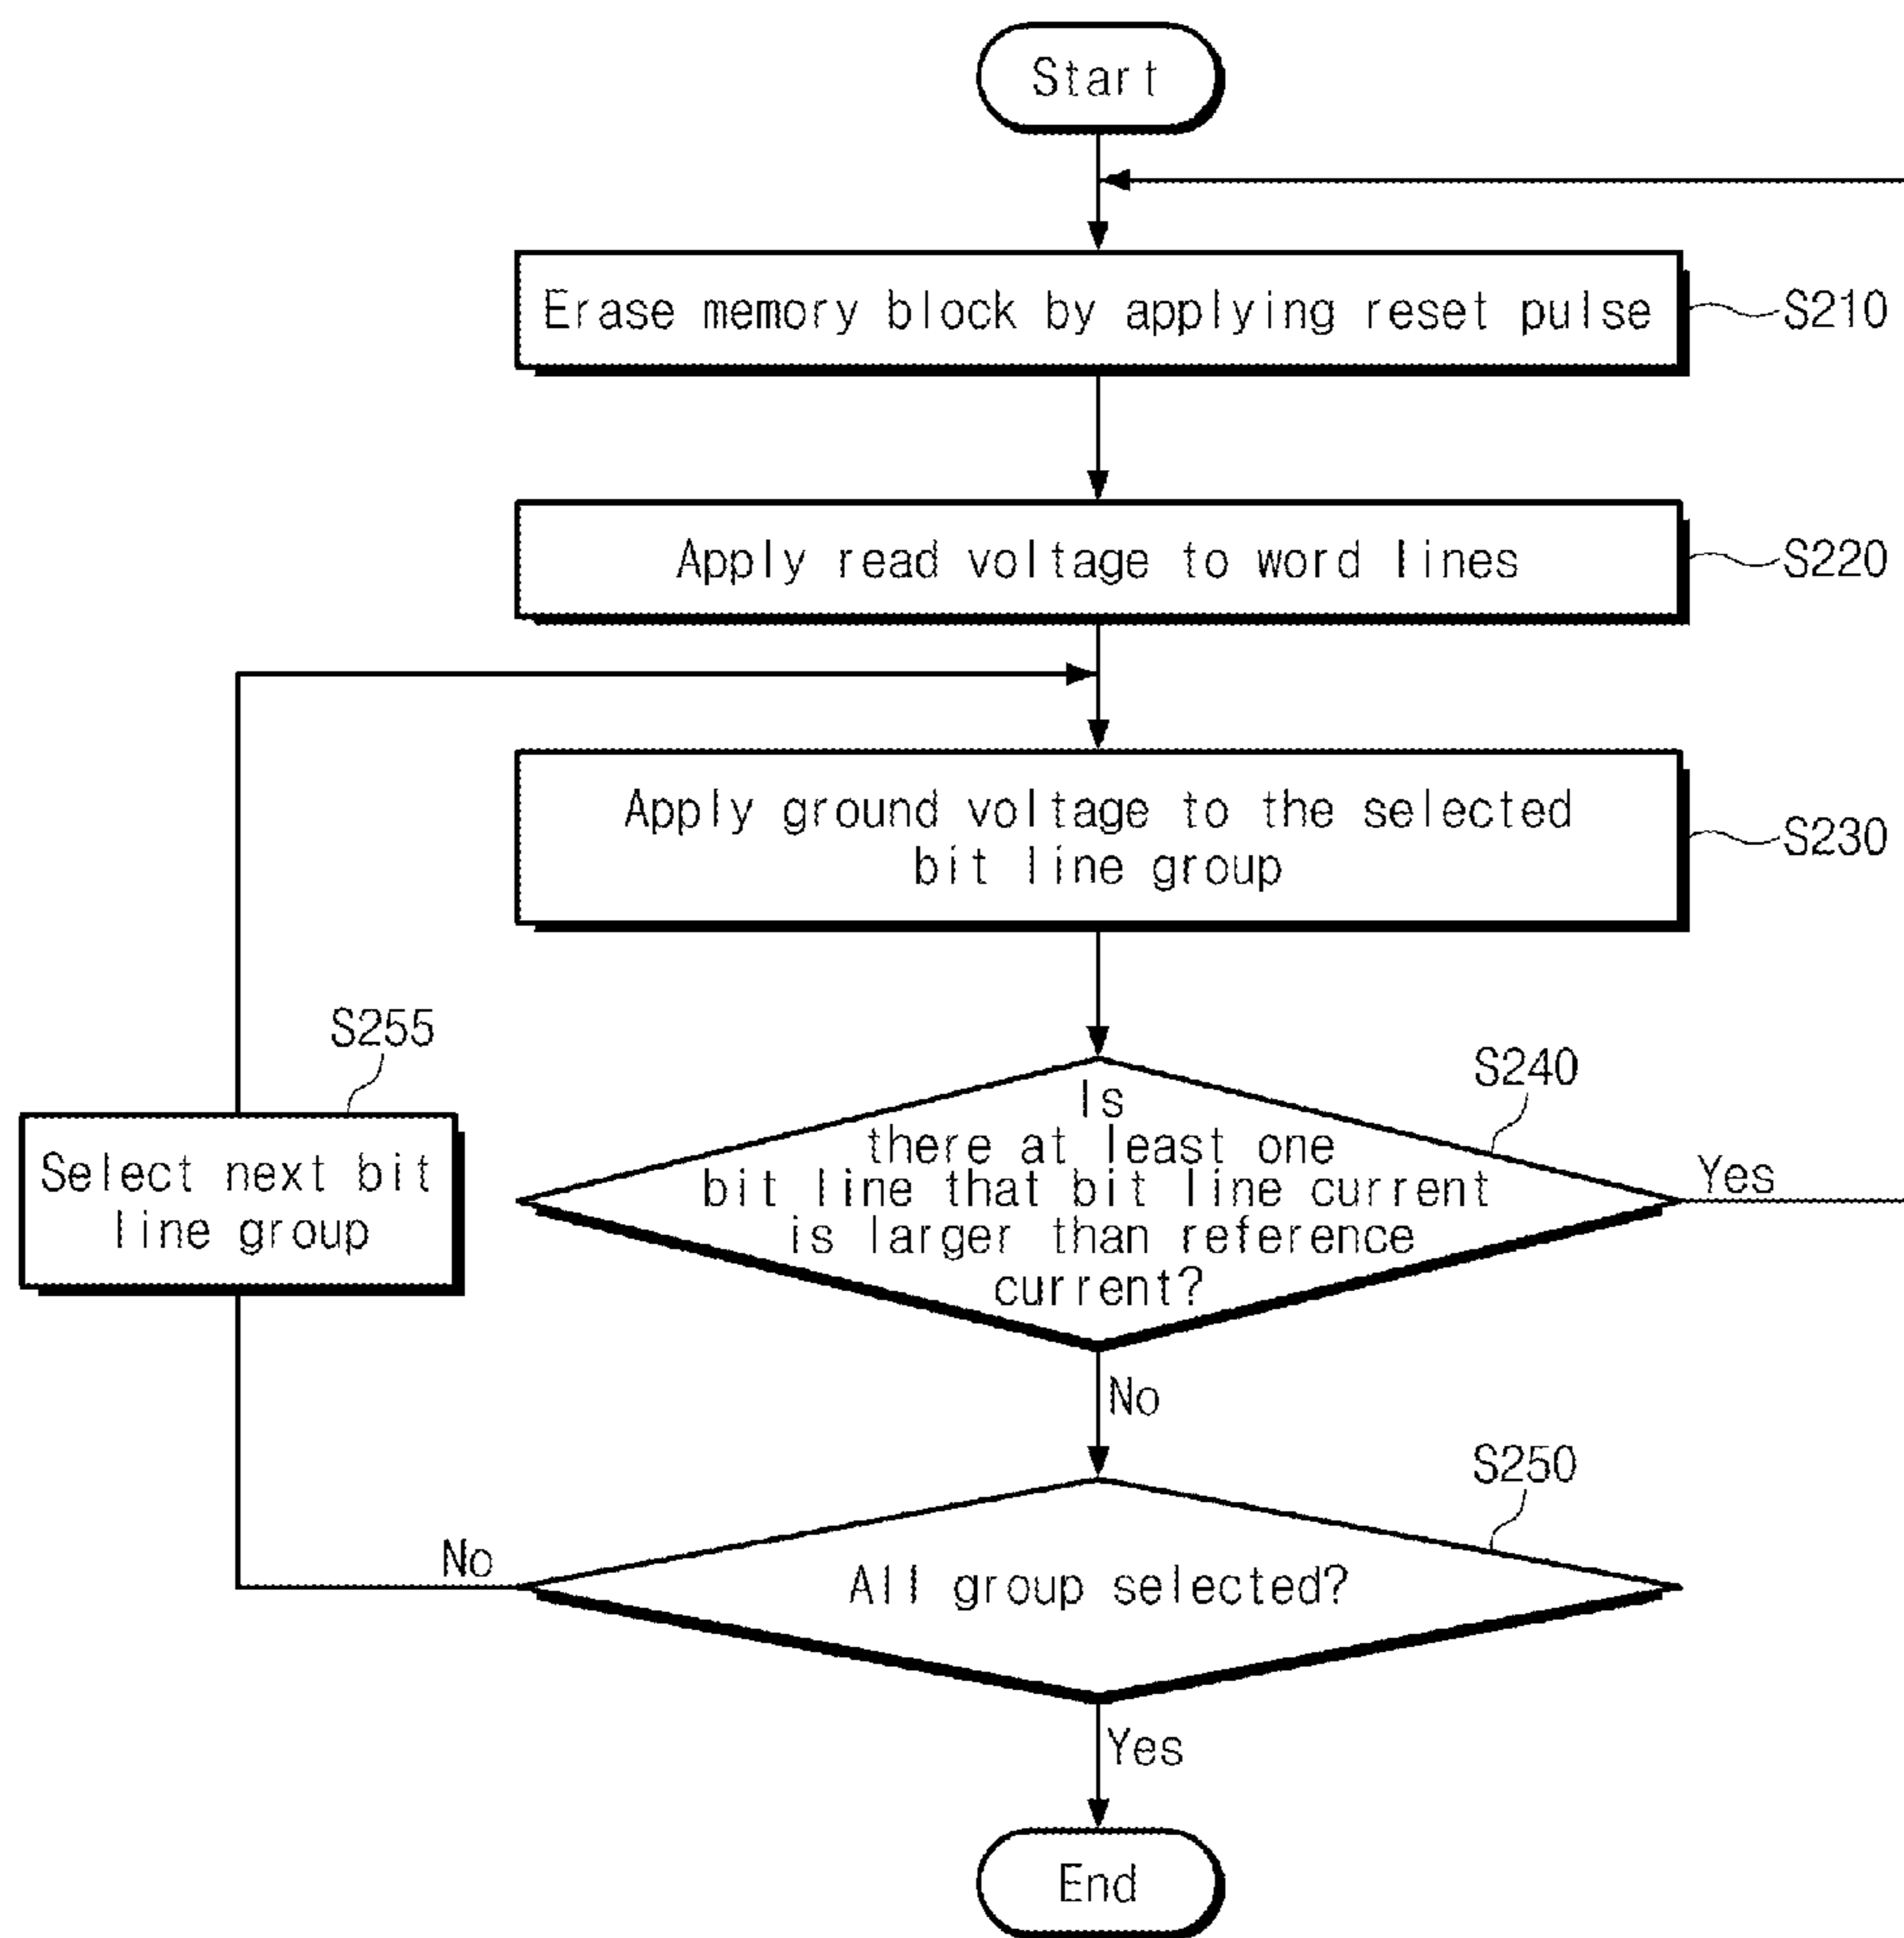 Start
Erase memory block by applying reset pulse
S210
Apply read voltage to word lines
S220
Apply ground voltage to the selected
bit line group
S230
S255
Select next bit
line group
S240
Is
there at least one
bit line that bit line current
is larger than reference
current?
Yes
No
S250
All group selected?
No
Yes
End